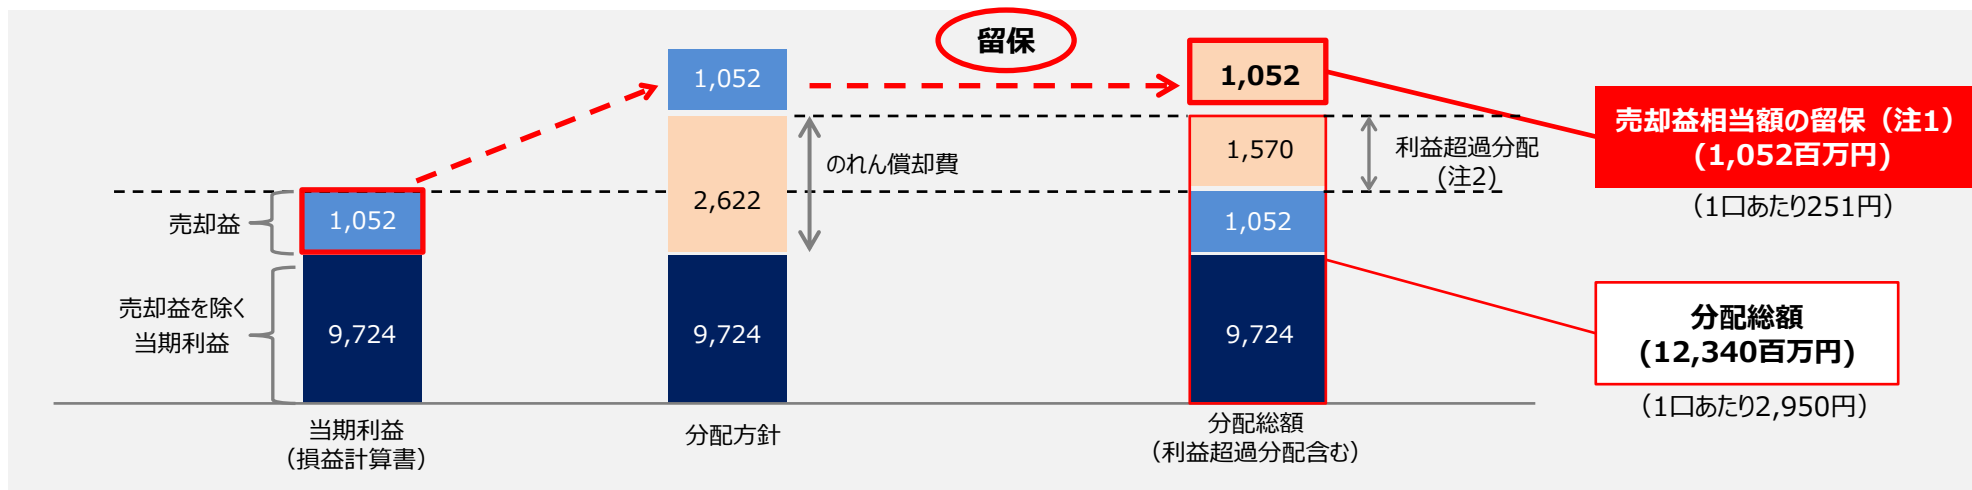 留保
1,052
1,052
売却益相当額の留保（注1）
(1,052百万円)
（1口あたり251円）
のれん償却費
1,570
利益超過分配
(注2)
売却益
1,052
2,622
1,052
売却益を除く
当期利益
9,724
9,724
9,724
分配総額
(12,340百万円)
（1口あたり2,950円）
当期利益
（損益計算書）
分配方針
分配総額
（利益超過分配含む）